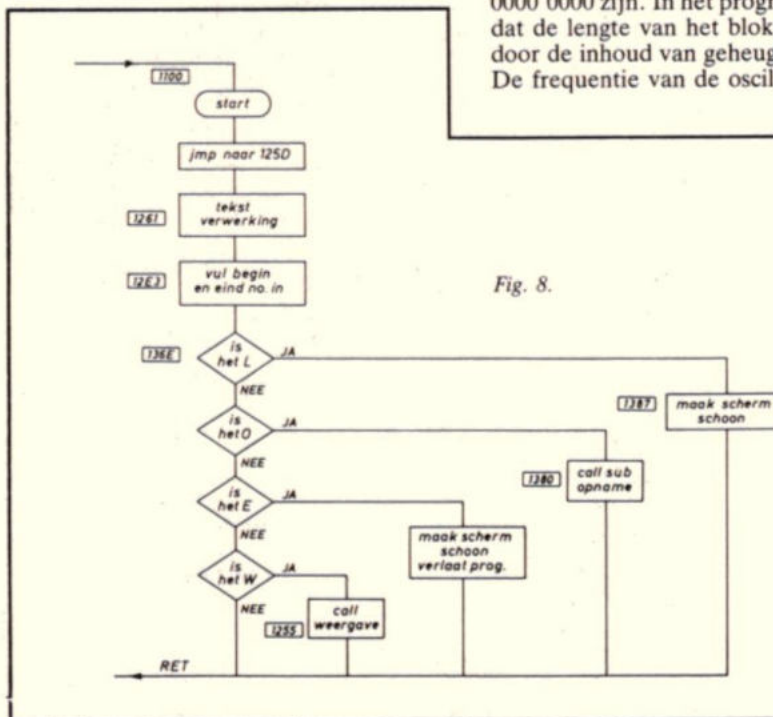 0000 0000 zijn. In het progr
dat de lengte van het blok
door de inhoud van geheug
De frequentie van de oscil
1100
start
jmp naar 125D
1261
tekst
verwerking
12E3
vul begin
en eind no. in
Fig. 8.
136E
is
het L
JA
NEE
1387
maak scherm
schoon
is
het O
JA
NEE
1380
call sub
opname
is
het E
JA
NEE
maak scherm
schoon
verlaat prog.
is
het W
JA
NEE
1255
call
weergave
RET